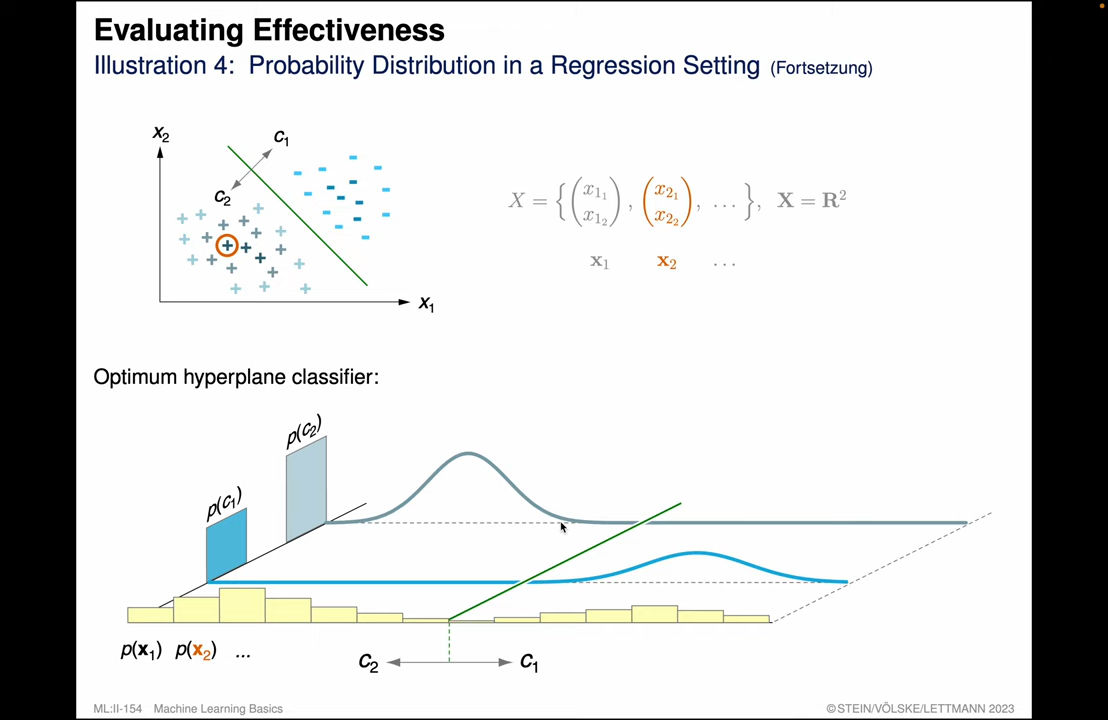 Evaluating Effectiveness
Illustration 4: Probability Distribution in a Regression Setting (Fortsetzung)
x₂
c₁
c₂
x₁
X = {(x₁₁ x₁₂), (x₂₁ x₂₂), ...}, X = R²
x₁ x₂ ...
Optimum hyperplane classifier:
p(c₂)
p(c₁)
p(x₁) p(x₂) ...
c₂ c₁
ML:II-154 Machine Learning Basics
©STEIN/VÖLSKE/LETTMANN 2023